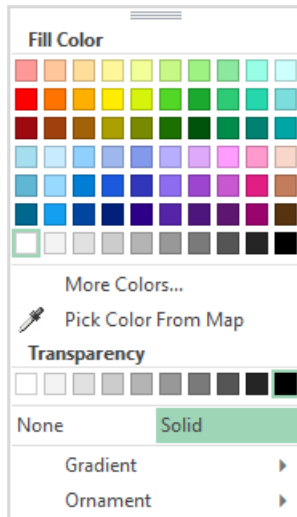 Fill Color
More Colors...
Pick Color From Map
Transparency
None Solid
Gradient
Ornament